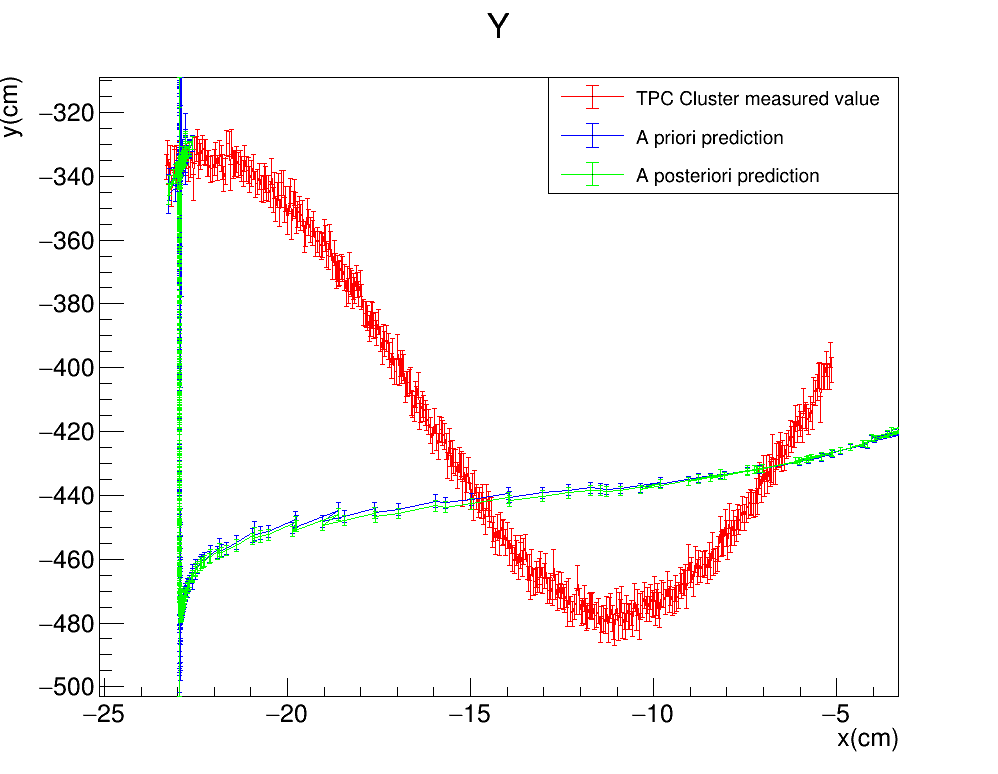 Y
y(cm)
TPC Cluster measured value
A priori prediction
A posteriori prediction
−320
−340
−360
−380
−400
−420
−440
−460
−480
−500
−25 −20 −15 −10 −5
x(cm)